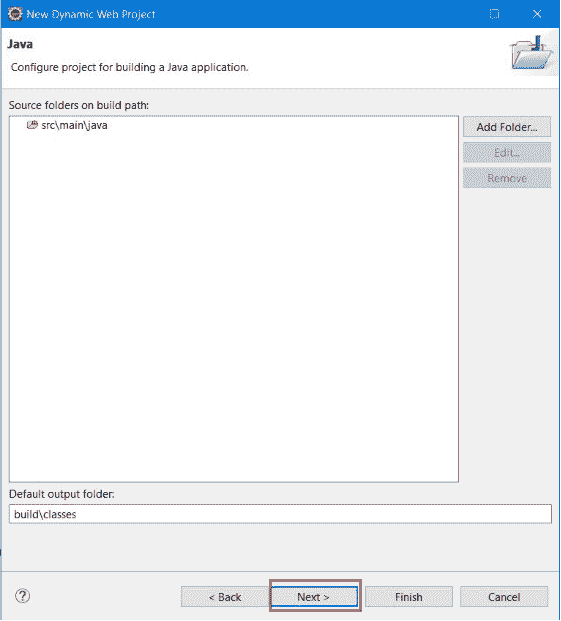 New Dynamic Web Project
Java
Configure project for building a Java application.
Source folders on build path:
src\main\java
Add Folder...
Edit...
Remove
Default output folder:
build\classes
?
< Back
Next >
Finish
Cancel